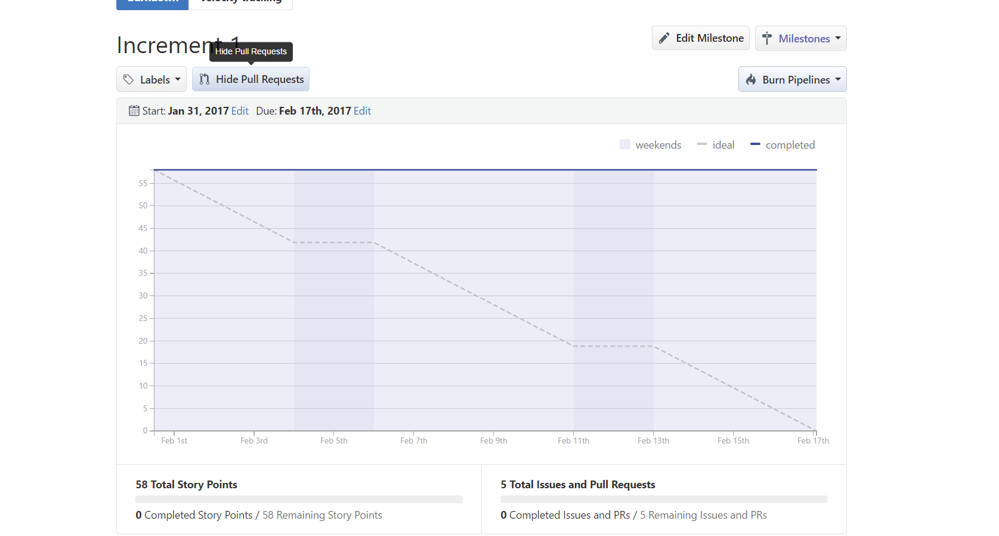 Burndown Velocity tracking
Increment 1
Edit Milestone
Milestones
Hide Pull Requests
Labels
Hide Pull Requests
Burn Pipelines
Start: Jan 31, 2017 Edit Due: Feb 17th, 2017 Edit
weekends ideal completed
55
50
45
40
35
30
25
20
15
10
5
0
Feb 1st Feb 3rd Feb 5th Feb 7th Feb 9th Feb 11th Feb 13th Feb 15th Feb 17th
58 Total Story Points
0 Completed Story Points / 58 Remaining Story Points
5 Total Issues and Pull Requests
0 Completed Issues and PRs / 5 Remaining Issues and PRs